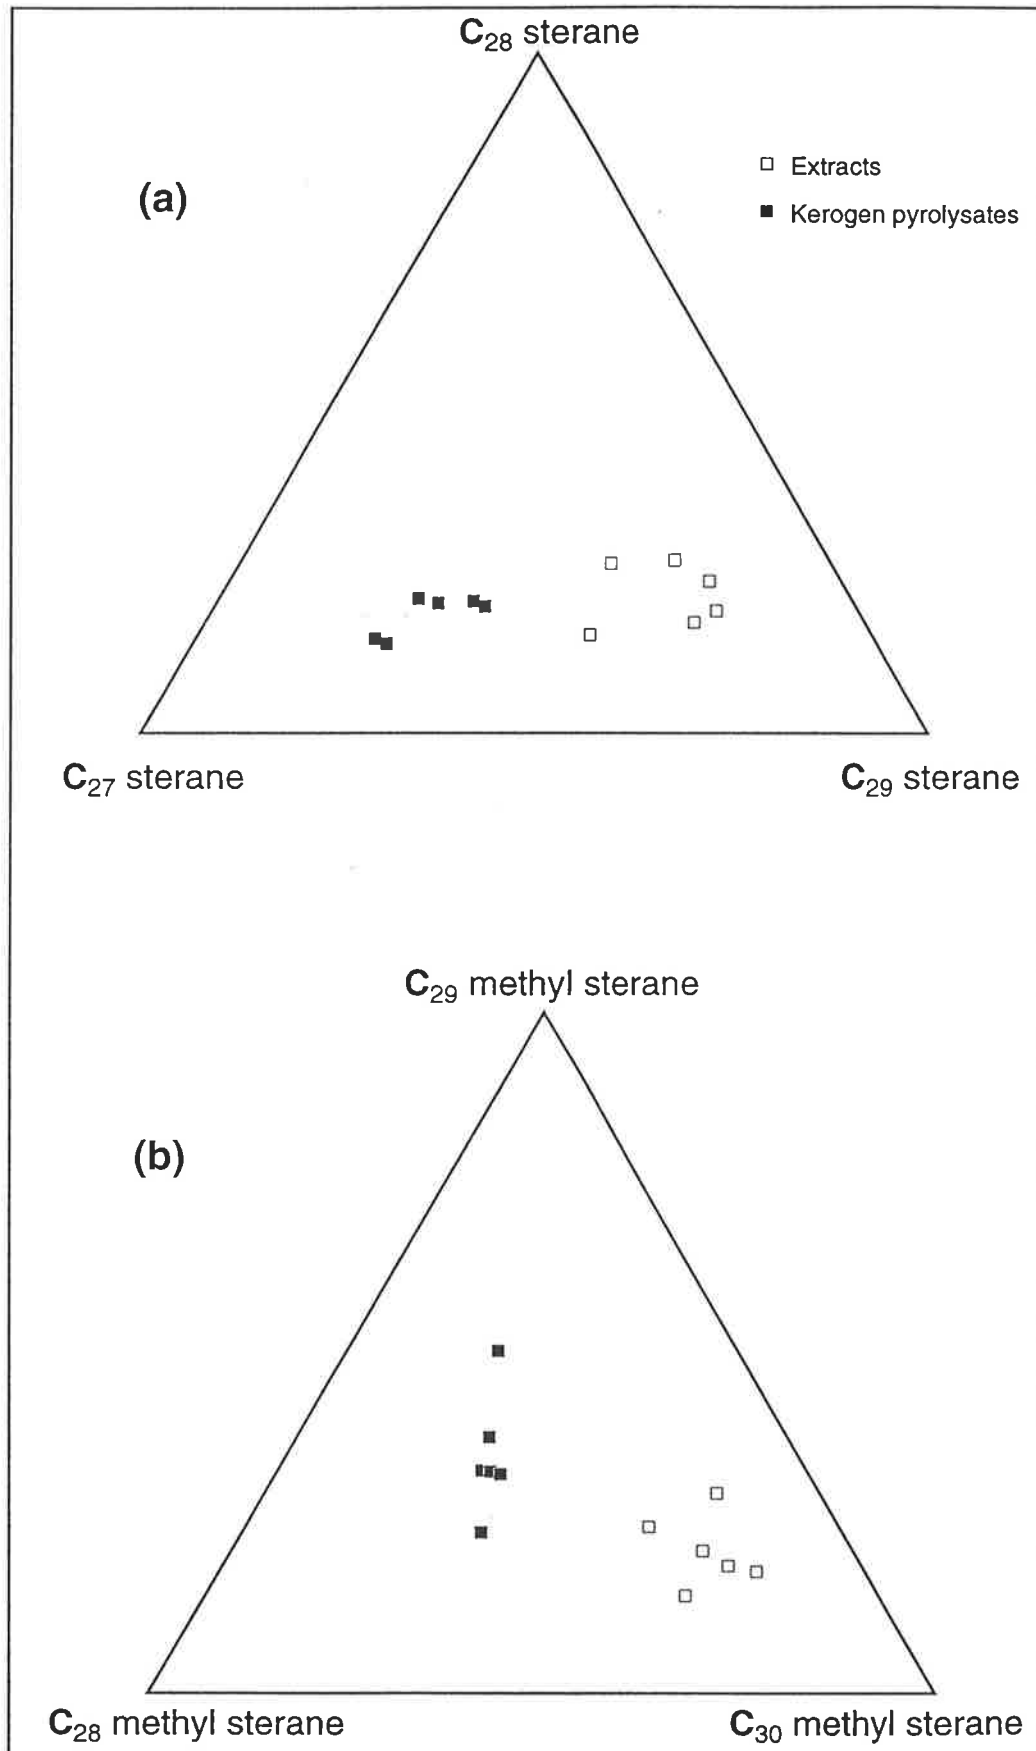 C28 sterane
(a)
Extracts
Kerogen pyrolysates
C27 sterane
C29 sterane
C29 methyl sterane
(b)
C28 methyl sterane
C30 methyl sterane